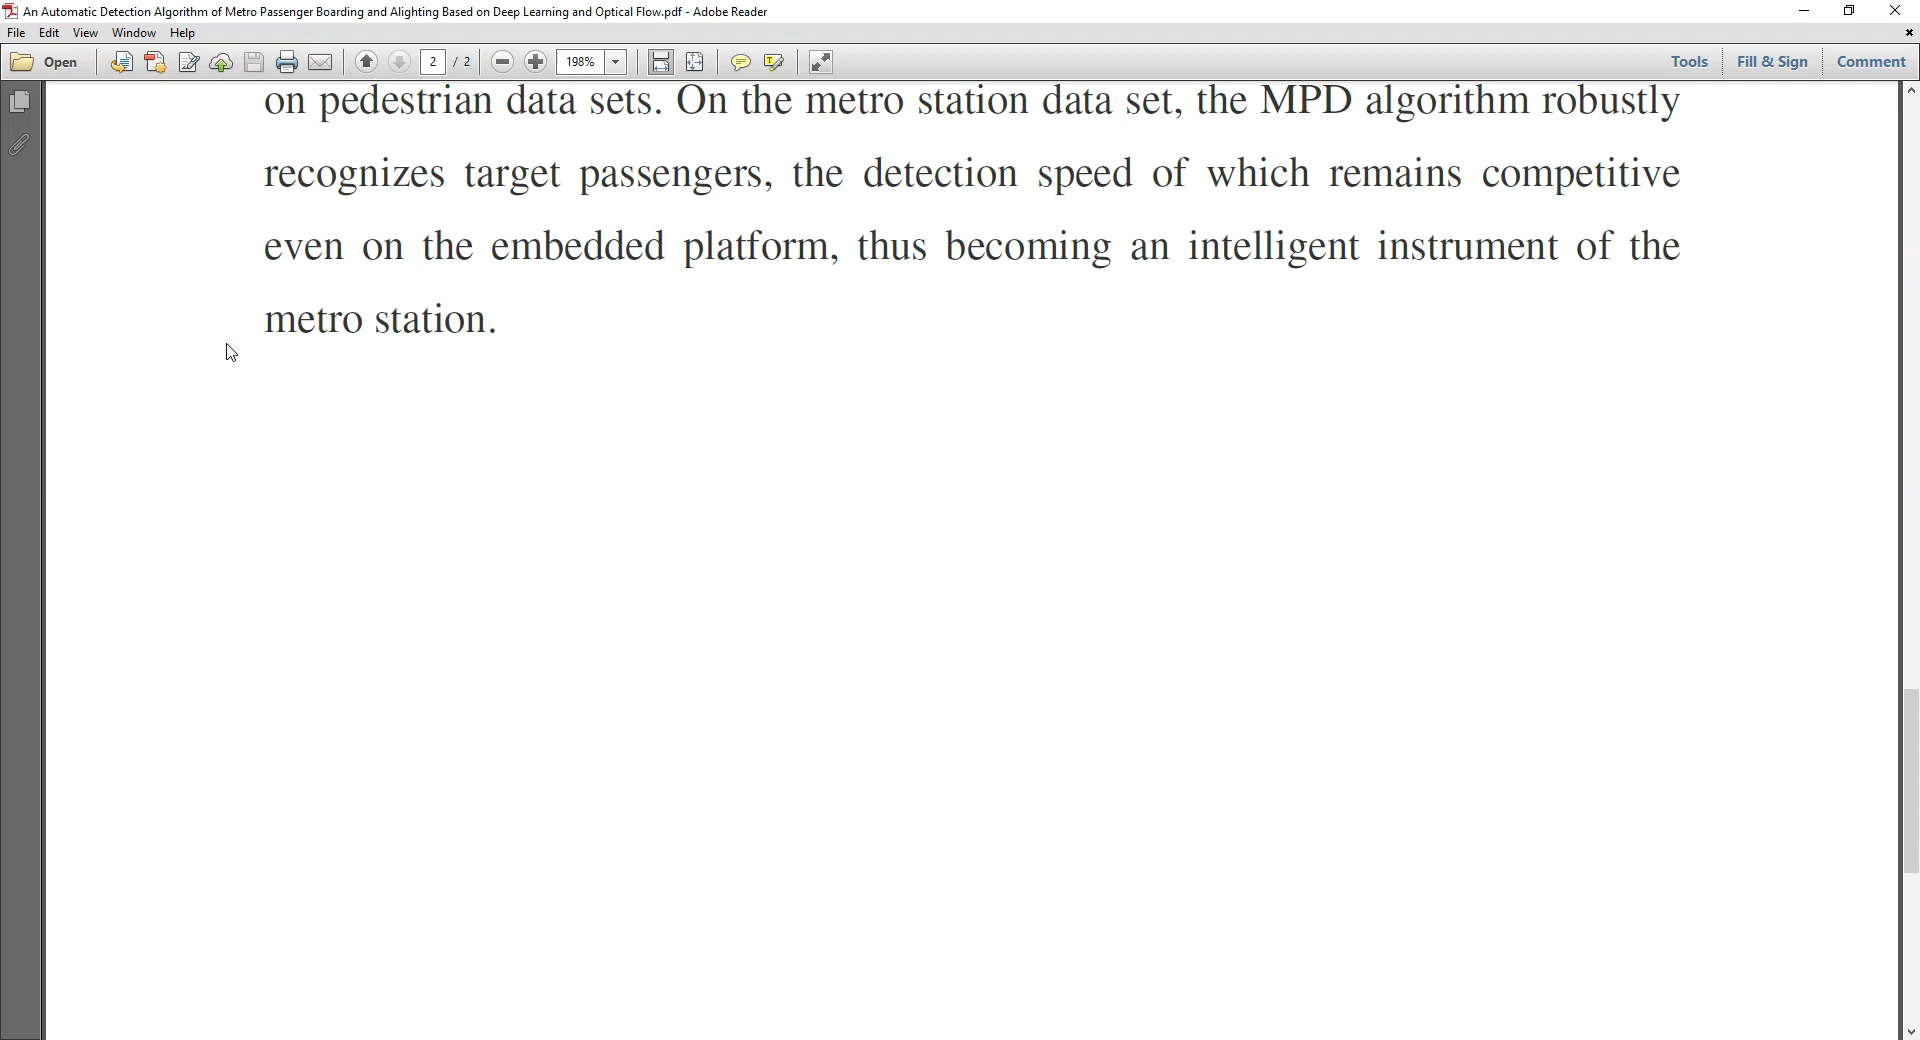 An Automatic Detection Algorithm of Metro Passenger Boarding and Alighting Based on Deep Learning and Optical Flow.pdf - Adobe Reader
File Edit View Window Help
Open 2 / 2 198% Tools Fill & Sign Comment
on pedestrian data sets. On the metro station data set, the MPD algorithm robustly
recognizes target passengers, the detection speed of which remains competitive
even on the embedded platform, thus becoming an intelligent instrument of the
metro station.